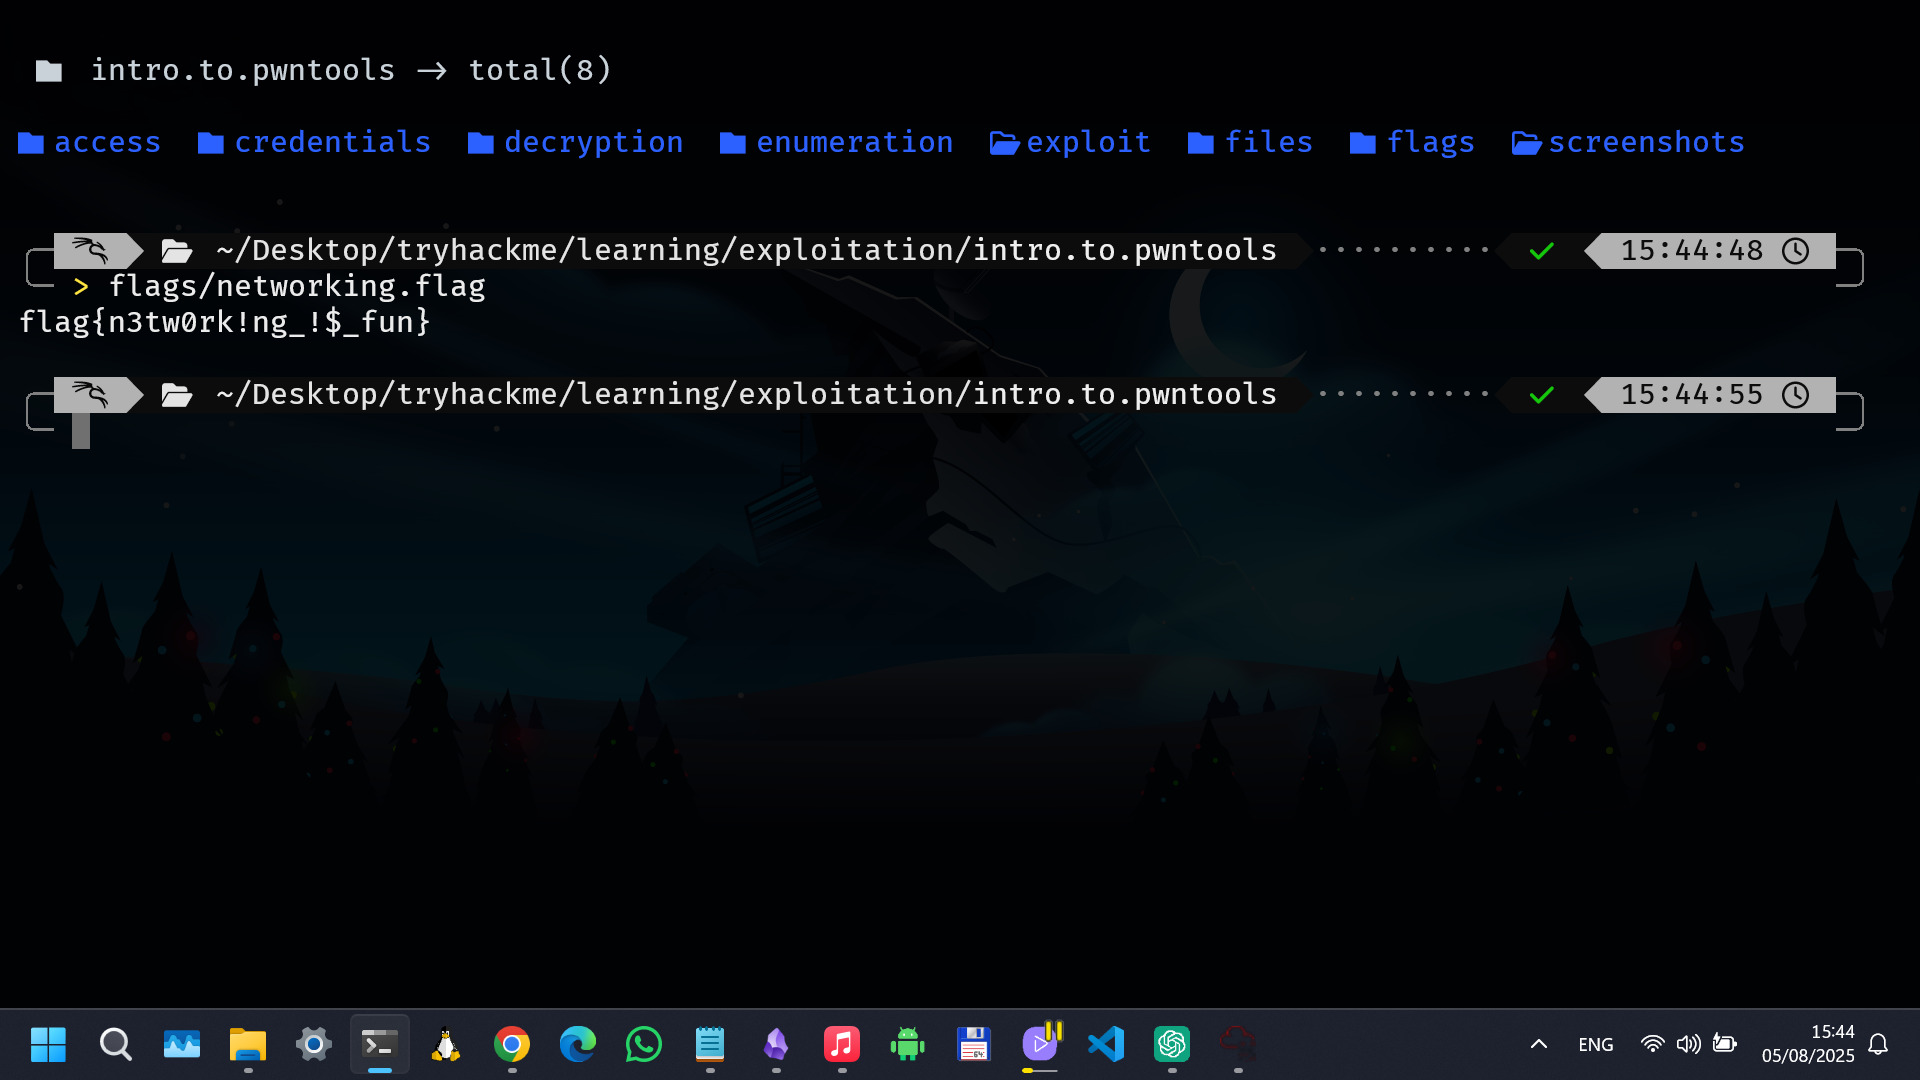 intro.to.pwntools → total(8)
access credentials decryption enumeration exploit files flags screenshots
~/Desktop/tryhackme/learning/exploitation/intro.to.pwntools ·········· ✓ 15:44:48
> flags/networking.flag
flag{n3tw0rk!ng_!$_fun}
~/Desktop/tryhackme/learning/exploitation/intro.to.pwntools ·········· ✓ 15:44:55
64
ENG
15:44
05/08/2025